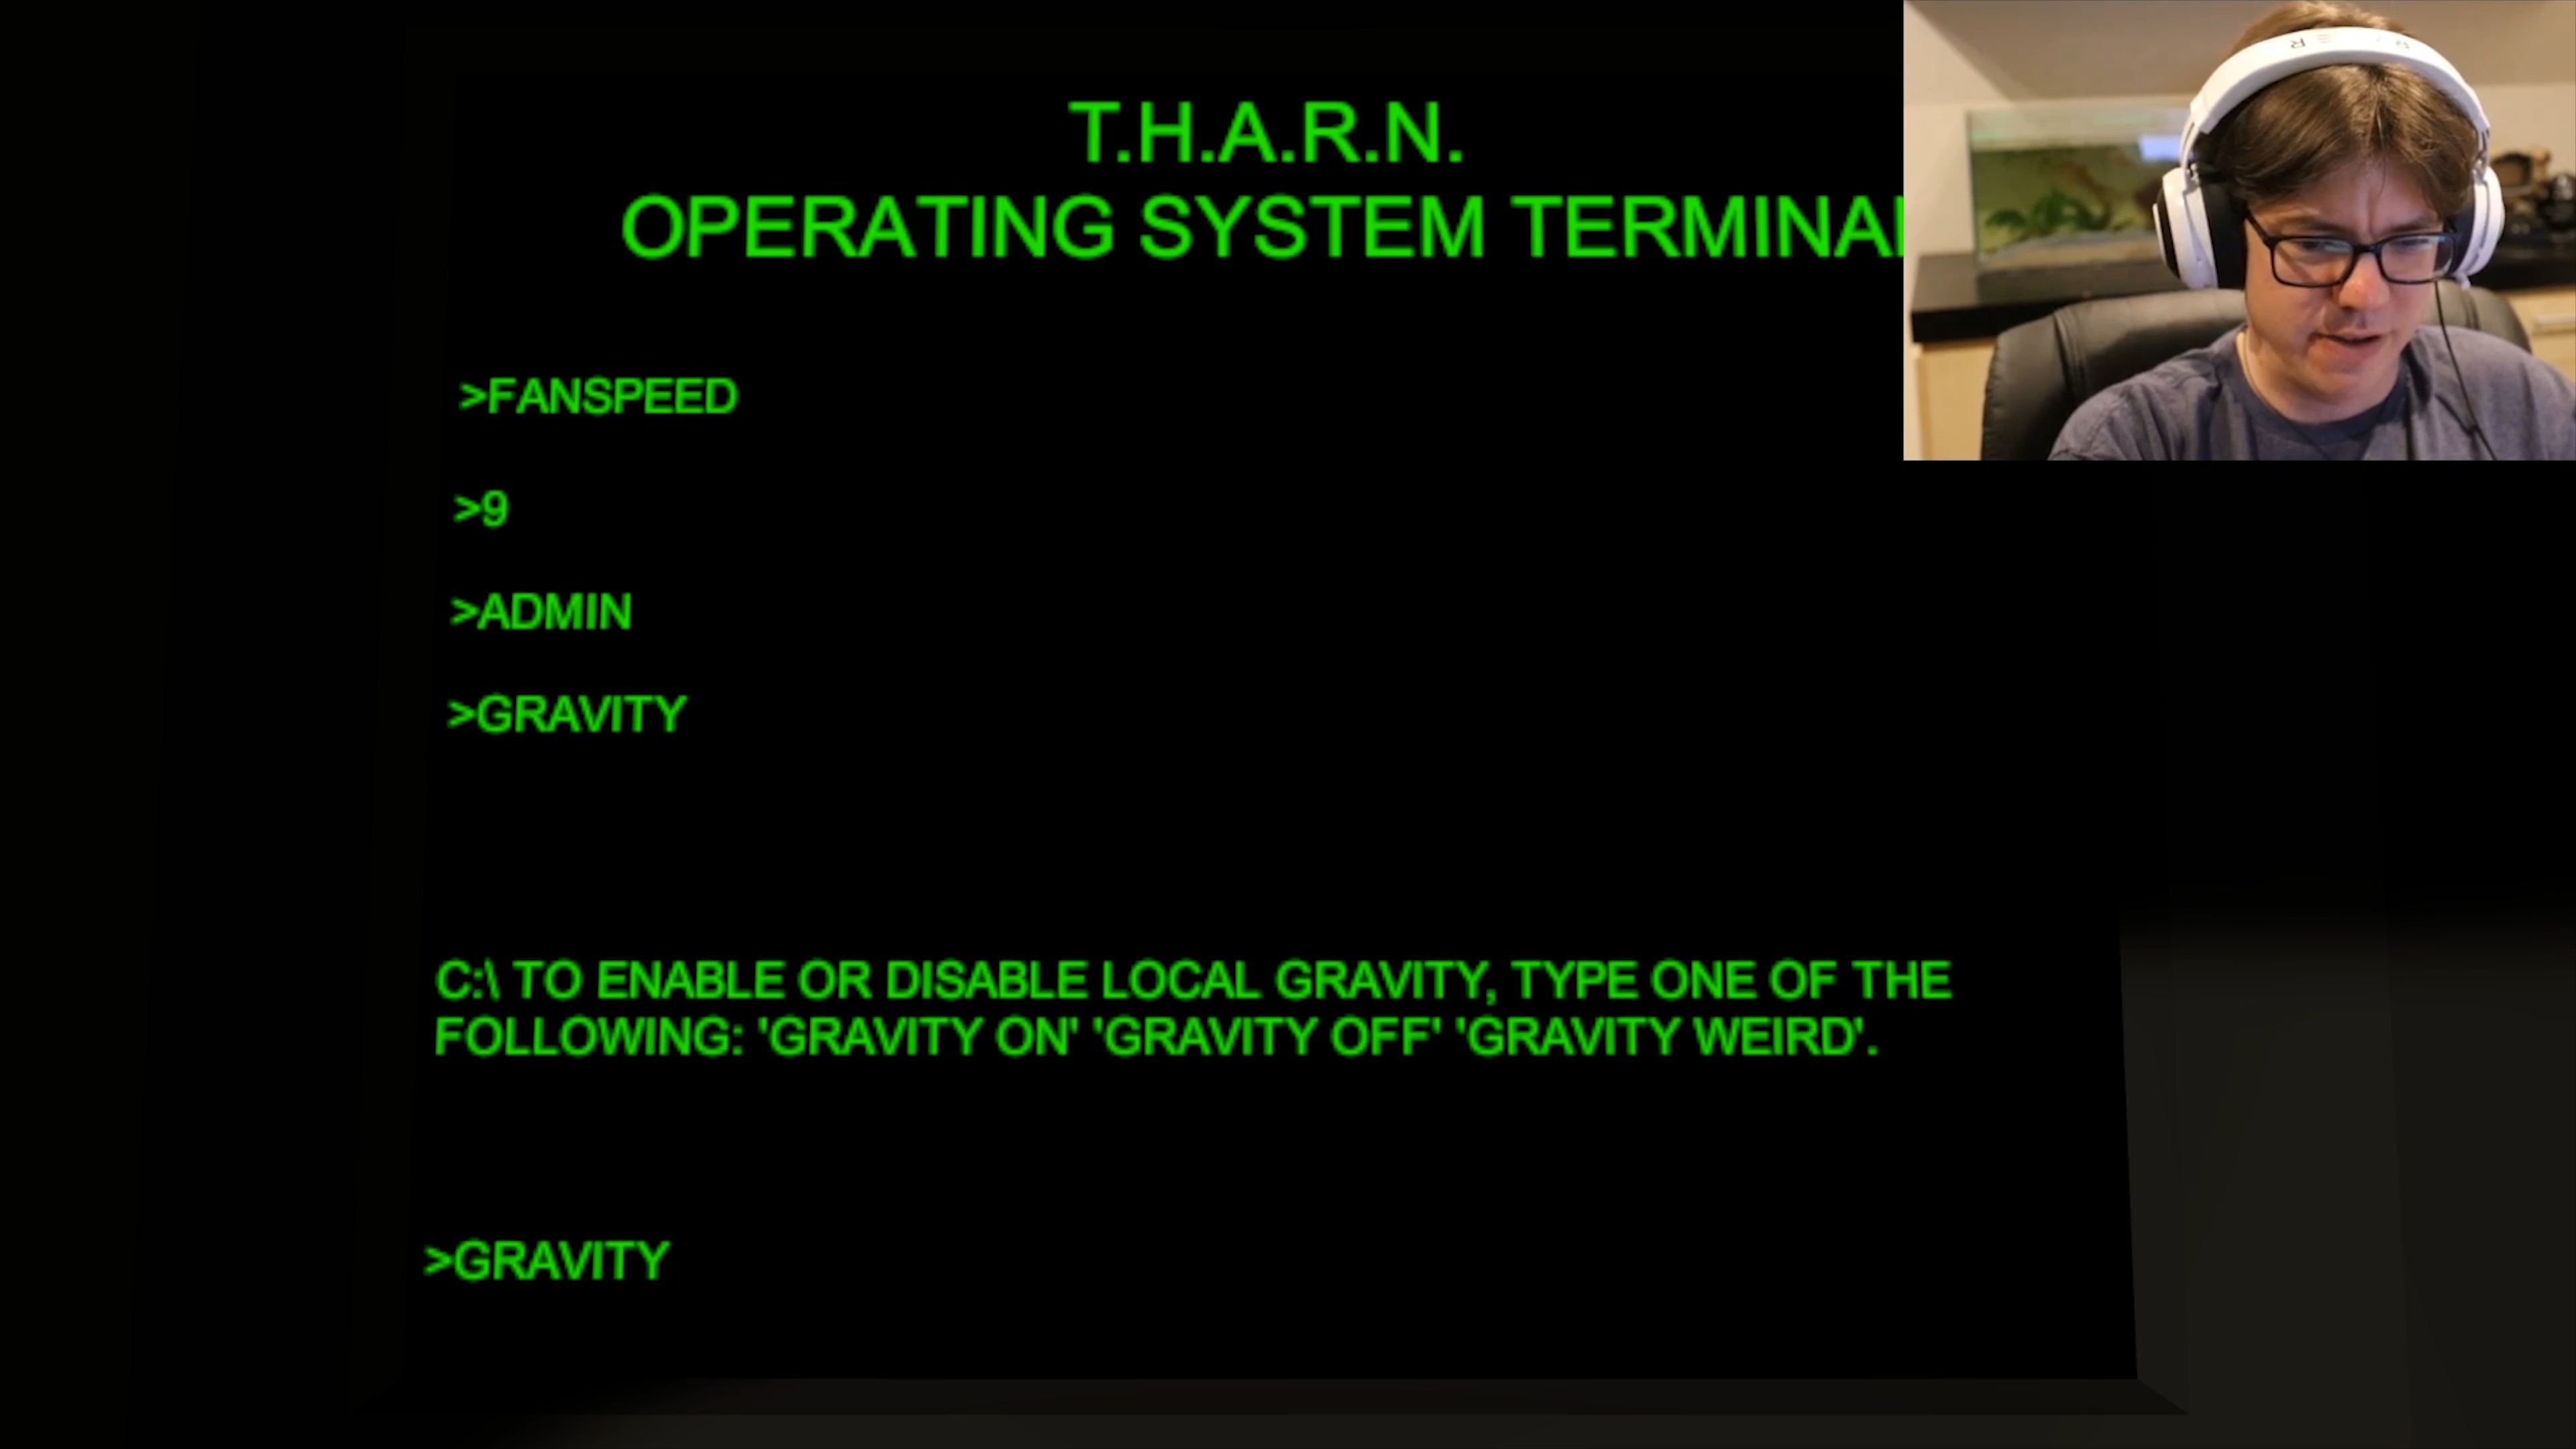 T.H.A.R.N.
OPERATING SYSTEM TERMINAL
>FANSPEED
>9
>ADMIN
>GRAVITY
C:\ TO ENABLE OR DISABLE LOCAL GRAVITY, TYPE ONE OF THE
FOLLOWING: 'GRAVITY ON' 'GRAVITY OFF' 'GRAVITY WEIRD'.
>GRAVITY